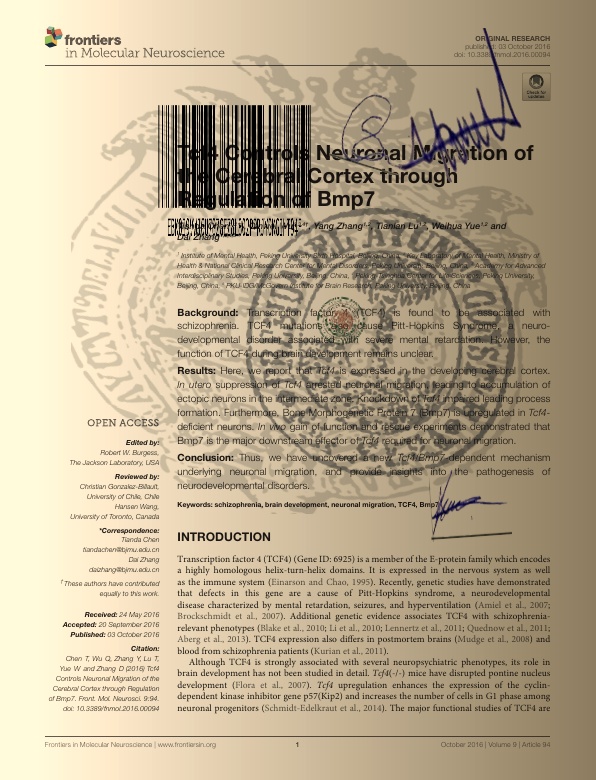 frontiers
in Molecular Neuroscience
ORIGINAL RESEARCH
published: 03 October 2016
doi: 10.3389/fnmol.2016.00094
Check for
updates
Tcf4 Controls Neuronal Migration of
the Cerebral Cortex through
Regulation of Bmp7
Yang Zhang, Tianlan Lu, Weihua Yue and
Dai Zhang
Institute of Mental Health, Peking University Sixth Hospital, Beijing, China, Key Laboratory of Mental Health, Ministry of
Health & National Clinical Research Center for Mental Disorders, Peking University, Beijing, China, Academy for Advanced
Interdisciplinary Studies, Peking University, Beijing, China, Peking-Tsinghua Center for Life Sciences, Peking University,
Beijing, China, PKU-IDG/McGovern Institute for Brain Research, Peking University, Beijing, China
Background: Transcription factor 4 (TCF4) is found to be associated with
schizophrenia. TCF4 mutations also cause Pitt-Hopkins Syndrome, a neuro-
developmental disorder associated with severe mental retardation. However, the
function of TCF4 during brain development remains unclear.
Results: Here, we report that Tcf4 is expressed in the developing cerebral cortex.
In utero suppression of Tcf4 arrested neuronal migration, leading to accumulation of
ectopic neurons in the intermediate zone. Knockdown of Tcf4 impaired leading process
formation. Furthermore, Bone Morphogenetic Protein 7 (Bmp7) is upregulated in Tcf4-
deficient neurons. In vivo gain of function and rescue experiments demonstrated that
Bmp7 is the major downstream effector of Tcf4 required for neuronal migration.
Conclusion: Thus, we have uncovered a new Tcf4/Bmp7-dependent mechanism
underlying neuronal migration, and provide insights into the pathogenesis of
neurodevelopmental disorders.
Keywords: schizophrenia, brain development, neuronal migration, TCF4, Bmp7
OPEN ACCESS
Edited by:
Robert W. Burgess,
The Jackson Laboratory, USA
Reviewed by:
Christian Gonzalez-Billault,
University of Chile, Chile
Hansen Wang,
University of Toronto, Canada
*Correspondence:
Tianda Chen
tiandachen@bjmu.edu.cn
Dai Zhang
daizhang@bjmu.edu.cn
†These authors have contributed
equally to this work.
Received: 24 May 2016
Accepted: 20 September 2016
Published: 03 October 2016
Citation:
Chen T, Wu Q, Zhang Y, Lu T,
Yue W and Zhang D (2016) Tcf4
Controls Neuronal Migration of the
Cerebral Cortex through Regulation
of Bmp7. Front. Mol. Neurosci. 9:94.
doi: 10.3389/fnmol.2016.00094
INTRODUCTION
Transcription factor 4 (TCF4) (Gene ID: 6925) is a member of the E-protein family which encodes
a highly homologous helix-turn-helix domains. It is expressed in the nervous system as well
as the immune system (Einarson and Chao, 1995). Recently, genetic studies have demonstrated
that defects in this gene are a cause of Pitt-Hopkins syndrome, a neurodevelopmental
disease characterized by mental retardation, seizures, and hyperventilation (Amiel et al., 2007;
Brockschmidt et al., 2007). Additional genetic evidence associates TCF4 with schizophrenia-
relevant phenotypes (Blake et al., 2010; Li et al., 2010; Lennertz et al., 2011; Quednow et al., 2011;
Aberg et al., 2013). TCF4 expression also differs in postmortem brains (Mudge et al., 2008) and
blood from schizophrenia patients (Kurian et al., 2011).
Although TCF4 is strongly associated with several neuropsychiatric phenotypes, its role in
brain development has not been studied in detail. Tcf4(-/-) mice have disrupted pontine nucleus
development (Flora et al., 2007). Tcf4 upregulation enhances the expression of the cyclin-
dependent kinase inhibitor gene p57(Kip2) and increases the number of cells in G1 phase among
neuronal progenitors (Schmidt-Edelkraut et al., 2014). The major functional studies of TCF4 are
Frontiers in Molecular Neuroscience | www.frontiersin.org
1
October 2016 | Volume 9 | Article 94